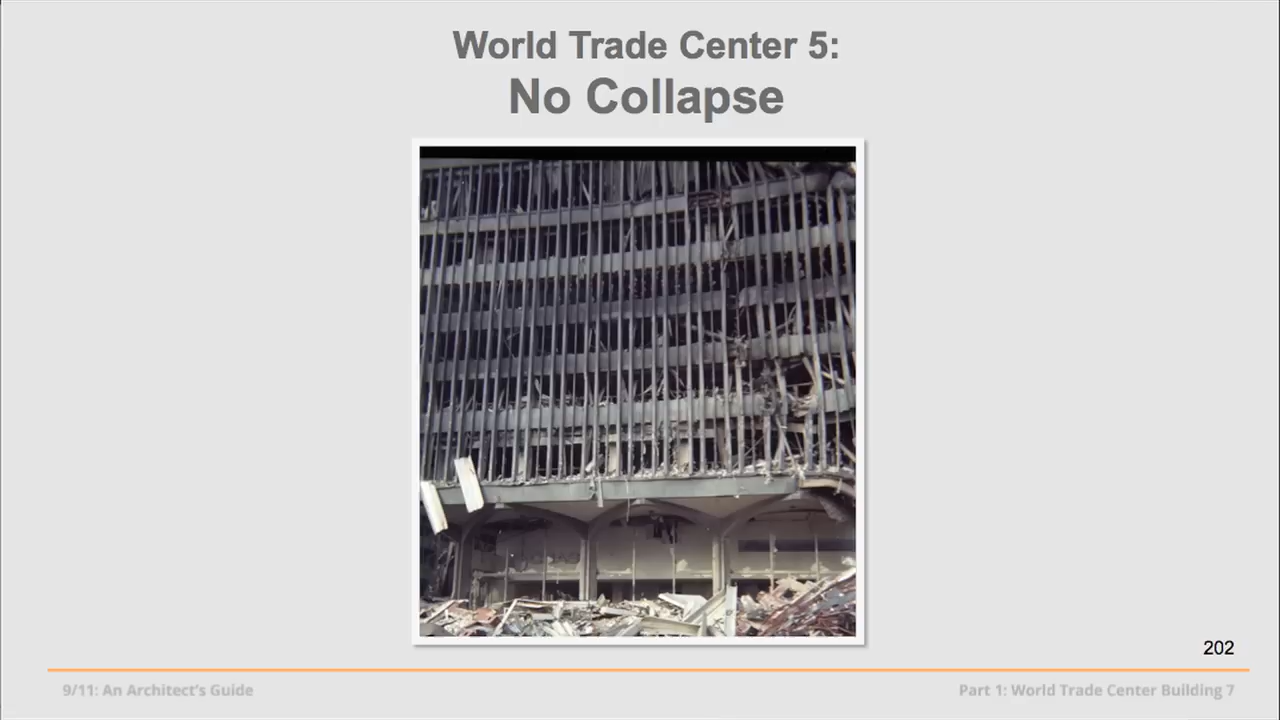 World Trade Center 5:
No Collapse
202
9/11: An Architect's Guide
Part 1: World Trade Center Building 7